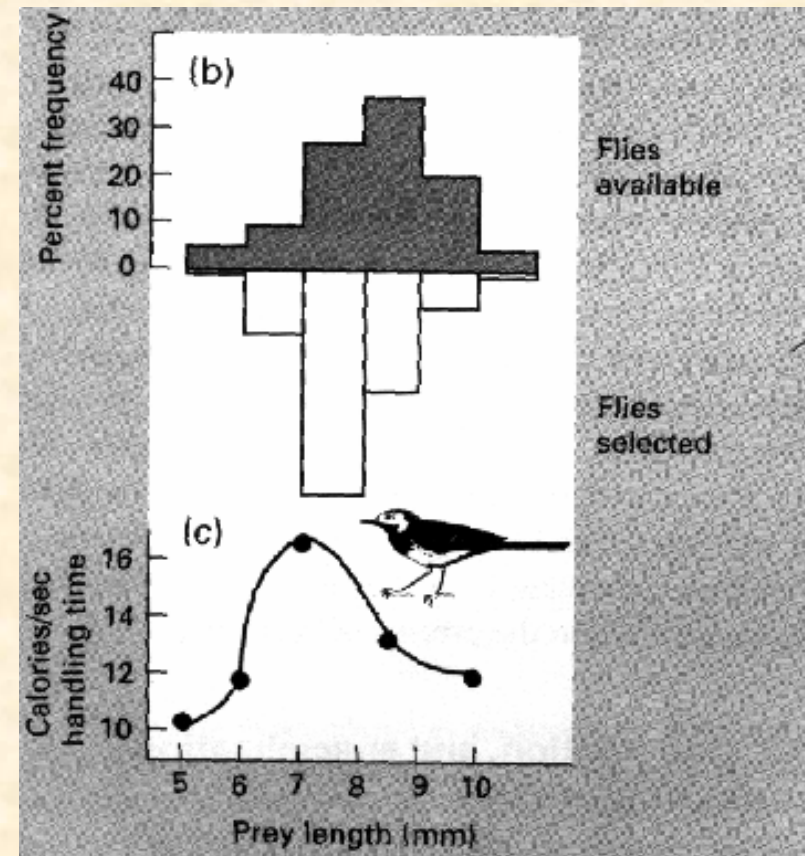 (b)
Percent frequency
40
30
20
10
0
Flies
available
Flies
selected
(c)
Calories/sec
handling time
16
14
12
10
5 6 7 8 9 10
Prey length (mm)